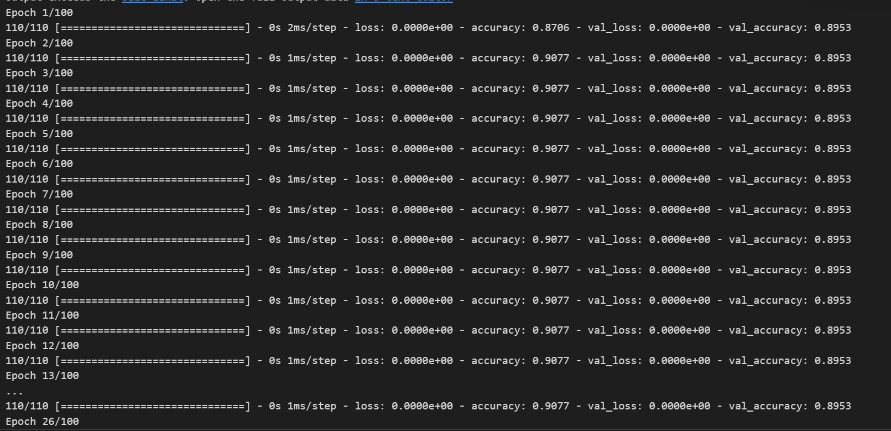 Epoch 1/100
110/110 [==============================] - 0s 2ms/step - loss: 0.0000e+00 - accuracy: 0.8706 - val_loss: 0.0000e+00 - val_accuracy: 0.8953
Epoch 2/100
110/110 [==============================] - 0s 1ms/step - loss: 0.0000e+00 - accuracy: 0.9077 - val_loss: 0.0000e+00 - val_accuracy: 0.8953
Epoch 3/100
110/110 [==============================] - 0s 1ms/step - loss: 0.0000e+00 - accuracy: 0.9077 - val_loss: 0.0000e+00 - val_accuracy: 0.8953
Epoch 4/100
110/110 [==============================] - 0s 1ms/step - loss: 0.0000e+00 - accuracy: 0.9077 - val_loss: 0.0000e+00 - val_accuracy: 0.8953
Epoch 5/100
110/110 [==============================] - 0s 1ms/step - loss: 0.0000e+00 - accuracy: 0.9077 - val_loss: 0.0000e+00 - val_accuracy: 0.8953
Epoch 6/100
110/110 [==============================] - 0s 1ms/step - loss: 0.0000e+00 - accuracy: 0.9077 - val_loss: 0.0000e+00 - val_accuracy: 0.8953
Epoch 7/100
110/110 [==============================] - 0s 1ms/step - loss: 0.0000e+00 - accuracy: 0.9077 - val_loss: 0.0000e+00 - val_accuracy: 0.8953
Epoch 8/100
110/110 [==============================] - 0s 1ms/step - loss: 0.0000e+00 - accuracy: 0.9077 - val_loss: 0.0000e+00 - val_accuracy: 0.8953
Epoch 9/100
110/110 [==============================] - 0s 1ms/step - loss: 0.0000e+00 - accuracy: 0.9077 - val_loss: 0.0000e+00 - val_accuracy: 0.8953
Epoch 10/100
110/110 [==============================] - 0s 1ms/step - loss: 0.0000e+00 - accuracy: 0.9077 - val_loss: 0.0000e+00 - val_accuracy: 0.8953
Epoch 11/100
110/110 [==============================] - 0s 1ms/step - loss: 0.0000e+00 - accuracy: 0.9077 - val_loss: 0.0000e+00 - val_accuracy: 0.8953
Epoch 12/100
110/110 [==============================] - 0s 1ms/step - loss: 0.0000e+00 - accuracy: 0.9077 - val_loss: 0.0000e+00 - val_accuracy: 0.8953
Epoch 13/100
...
110/110 [==============================] - 0s 1ms/step - loss: 0.0000e+00 - accuracy: 0.9077 - val_loss: 0.0000e+00 - val_accuracy: 0.8953
Epoch 26/100